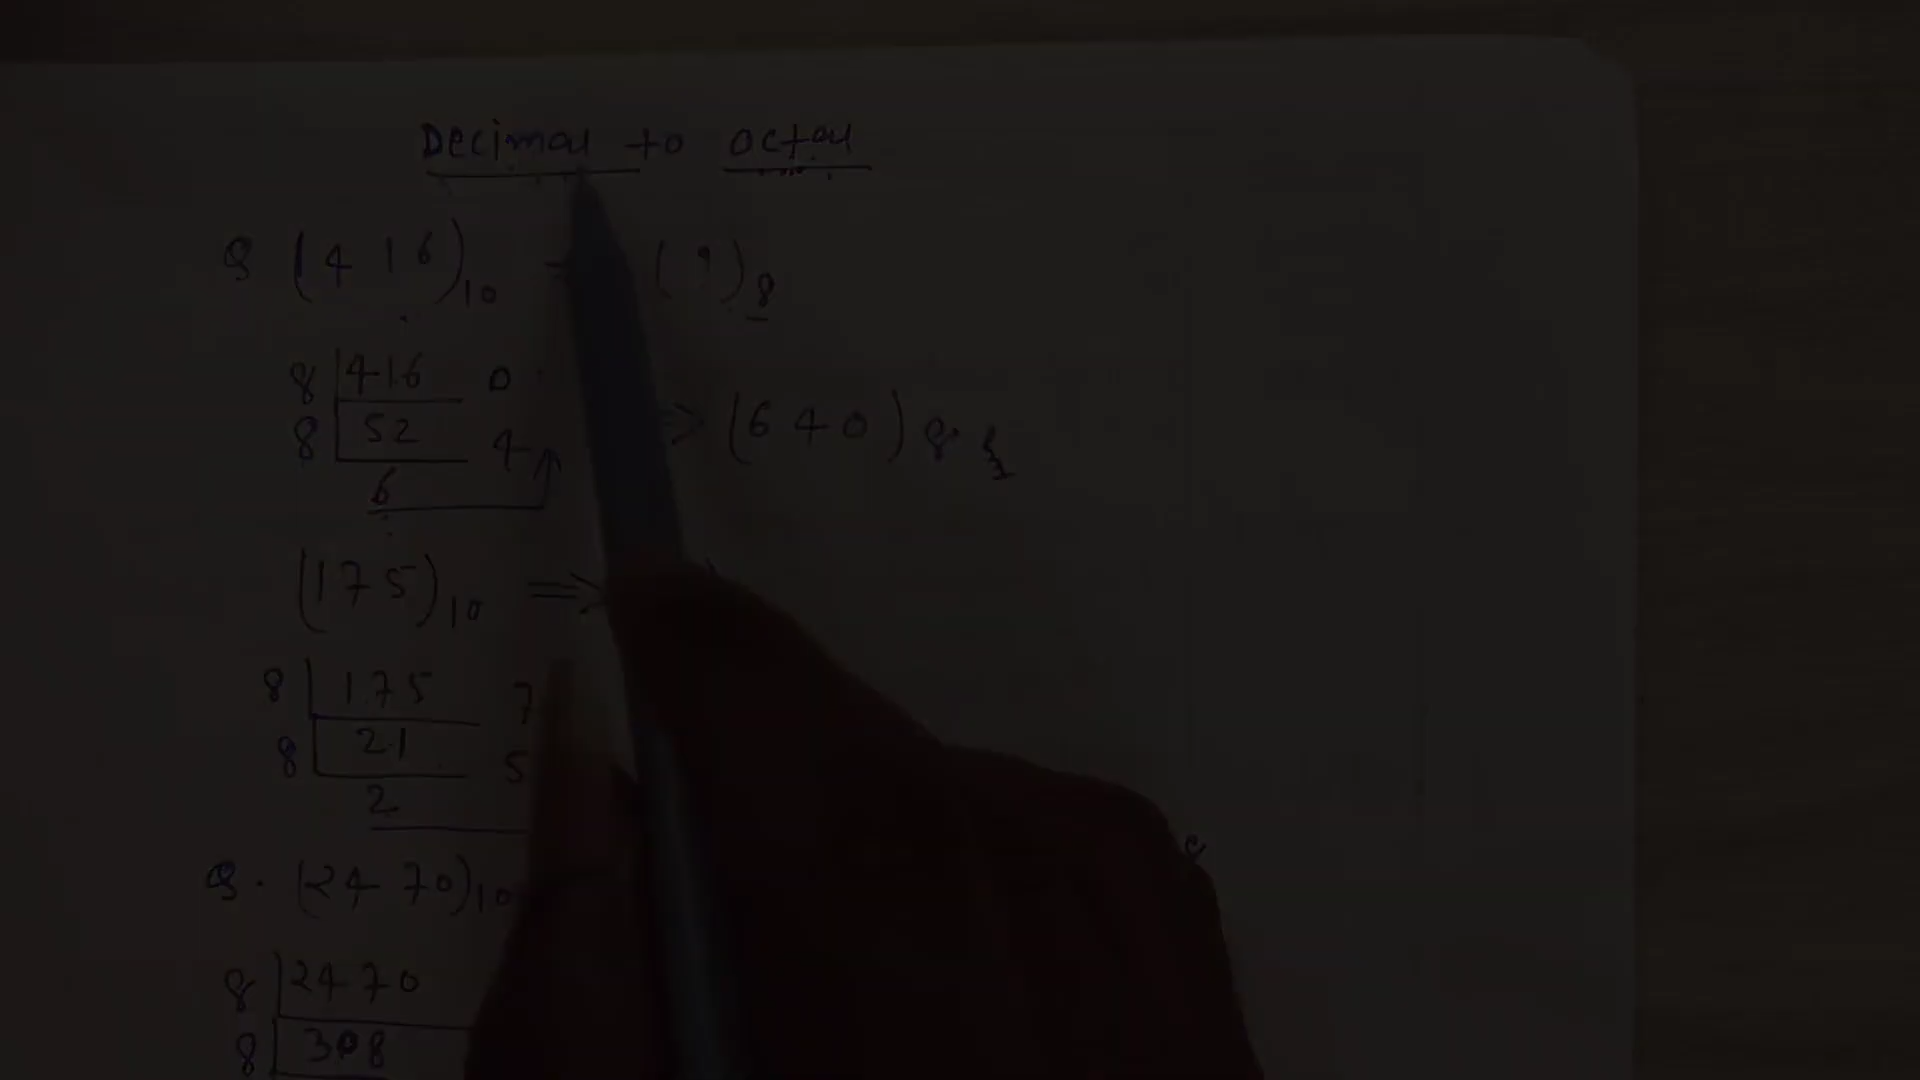 Decimal to octal
Q (416)10 = (?)8
8 416 0
8 52 4 => (640)8
6
(175)10 =>
8 175 7
8 21 5
2
Q. (2470)10
8 2470
8 308